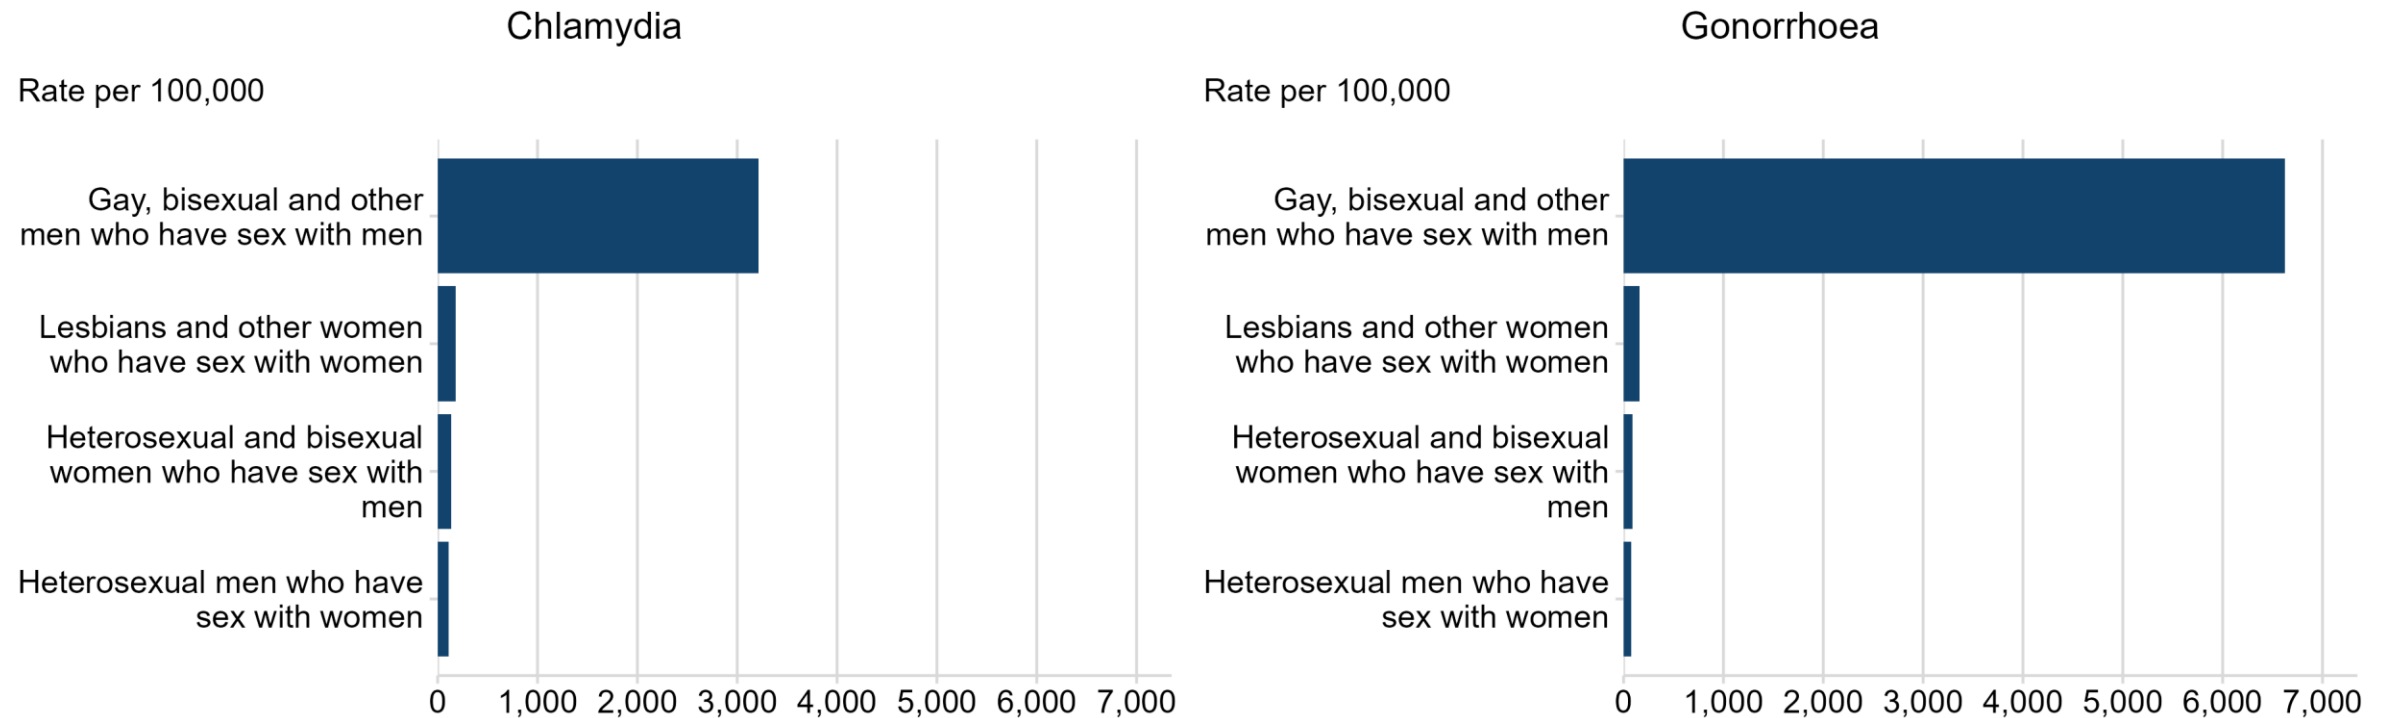 Chlamydia
Rate per 100,000
Gay, bisexual and other
men who have sex with men
Lesbians and other women
who have sex with women
Heterosexual and bisexual
women who have sex with
men
Heterosexual men who have
sex with women
0 1,000 2,000 3,000 4,000 5,000 6,000 7,000
Gonorrhoea
Rate per 100,000
Gay, bisexual and other
men who have sex with men
Lesbians and other women
who have sex with women
Heterosexual and bisexual
women who have sex with
men
Heterosexual men who have
sex with women
0 1,000 2,000 3,000 4,000 5,000 6,000 7,000